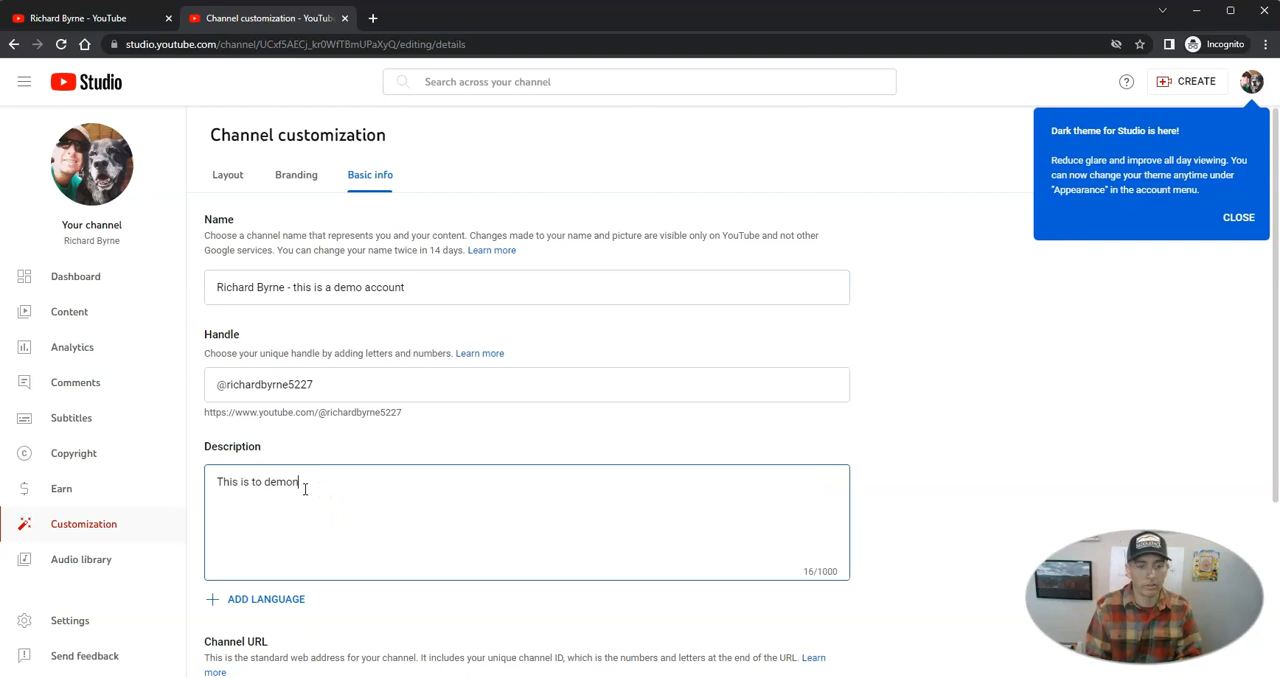 Richard Byrne - YouTube
Channel customization - YouTub
studio.youtube.com/channel/UCxf5AECj_kr0WfTBmUPaXyQ/editing/details
Incognito
Studio
Search across your channel
CREATE
Your channel
Richard Byrne
Dashboard
Content
Analytics
Comments
Subtitles
Copyright
Earn
Customization
Audio library
Settings
Send feedback
Channel customization
Layout
Branding
Basic info
Name
Choose a channel name that represents you and your content. Changes made to your name and picture are visible only on YouTube and not other
Google services. You can change your name twice in 14 days. Learn more
Richard Byrne - this is a demo account
Handle
Choose your unique handle by adding letters and numbers. Learn more
@richardbyrne5227
https://www.youtube.com/@richardbyrne5227
Description
This is to demon
16/1000
ADD LANGUAGE
Channel URL
This is the standard web address for your channel. It includes your unique channel ID, which is the numbers and letters at the end of the URL. Learn
more
Dark theme for Studio is here!
Reduce glare and improve all day viewing. You
can now change your theme anytime under
"Appearance" in the account menu.
CLOSE